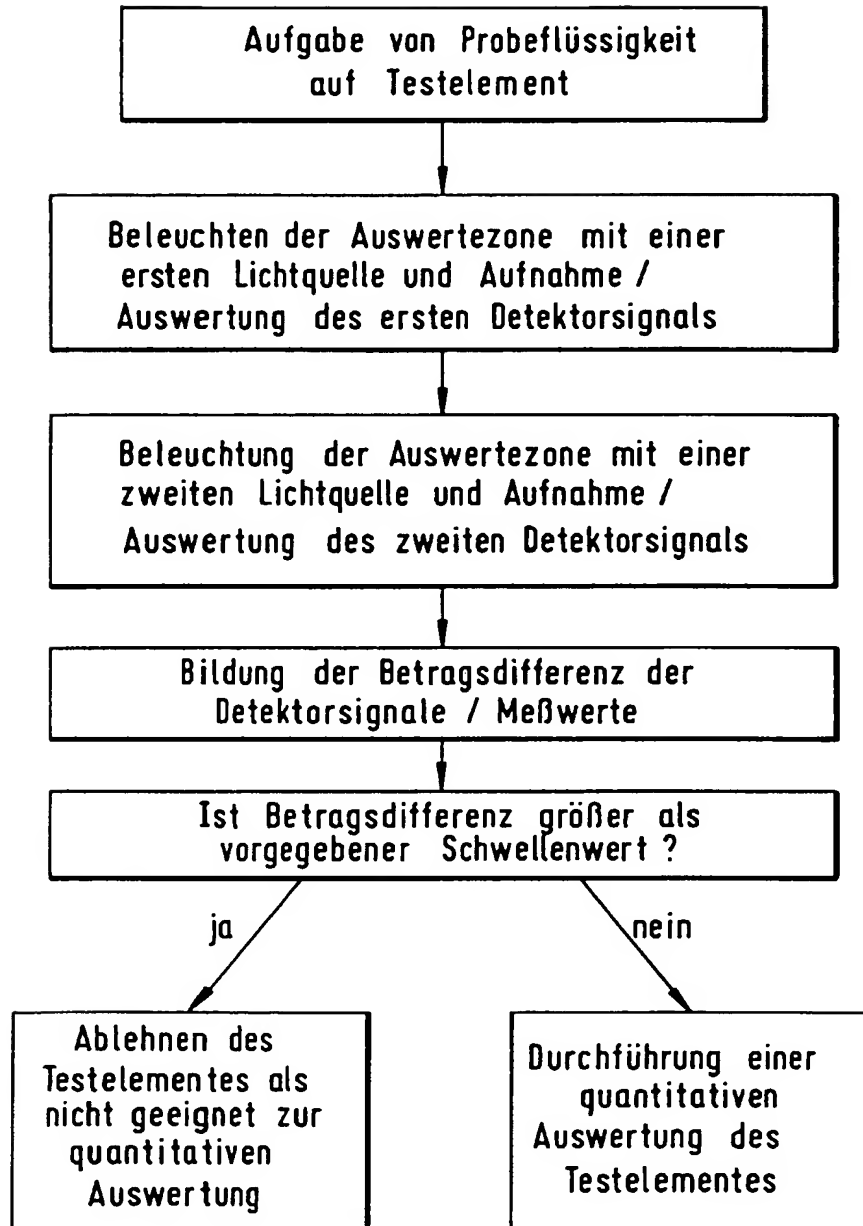 Aufgabe von Probeflüssigkeit
auf Testelement
Beleuchten der Auswertezone mit einer
ersten Lichtquelle und Aufnahme /
Auswertung des ersten Detektorsignals
Beleuchtung der Auswertezone mit einer
zweiten Lichtquelle und Aufnahme /
Auswertung des zweiten Detektorsignals
Bildung der Betragsdifferenz der
Detektorsignale / Meßwerte
Ist Betragsdifferenz größer als
vorgegebener Schwellenwert ?
ja
nein
Ablehnen des
Testelementes als
nicht geeignet zur
quantitativen
Auswertung
Durchführung einer
quantitativen
Auswertung des
Testelementes